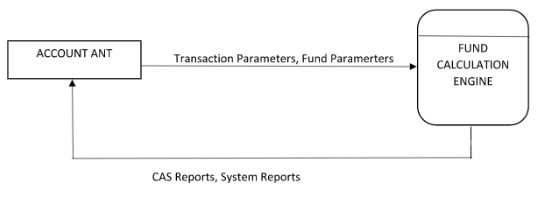 ACCOUNT ANT
Transaction Parameters, Fund Paramerters
FUND
CALCULATION
ENGINE
CAS Reports, System Reports